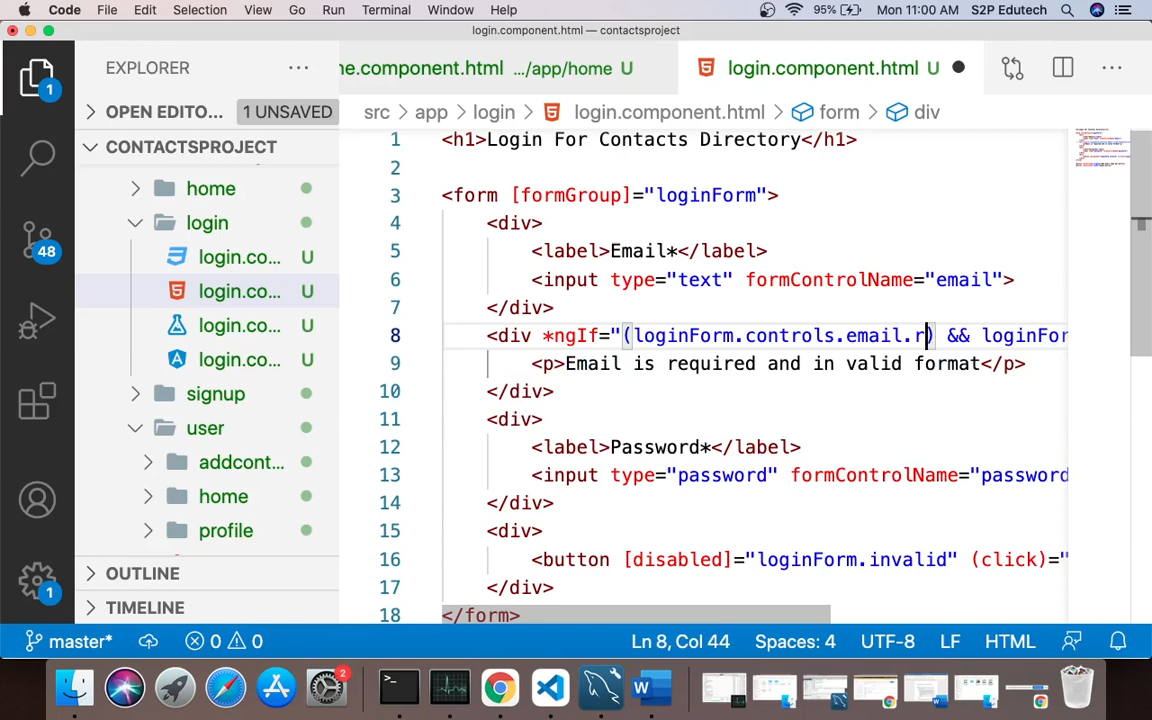 Code File Edit Selection View Go Run Terminal Window Help 95% Mon 11:00 AM S2P Edutech
login.component.html — contactsproject
EXPLORER
ne.component.html .../app/home U
login.component.html U
OPEN EDITO... 1 UNSAVED
src app login login.component.html form div
CONTACTSPROJECT
home
login
login.co... U
login.co... U
login.co... U
login.co... U
signup
user
addcont...
home
profile
OUTLINE
TIMELINE
1
48
1
1 <h1>Login For Contacts Directory</h1>
2
3 <form [formGroup]="loginForm">
4 <div>
5 <label>Email*</label>
6 <input type="text" formControlName="email">
7 </div>
8 <div *ngIf="(loginForm.controls.email.r) && loginFor
9 <p>Email is required and in valid format</p>
10 </div>
11 <div>
12 <label>Password*</label>
13 <input type="password" formControlName="password
14 </div>
15 <div>
16 <button [disabled]="loginForm.invalid" (click)="
17 </div>
18 </form>
master* 0 0 Ln 8, Col 44 Spaces: 4 UTF-8 LF HTML
2